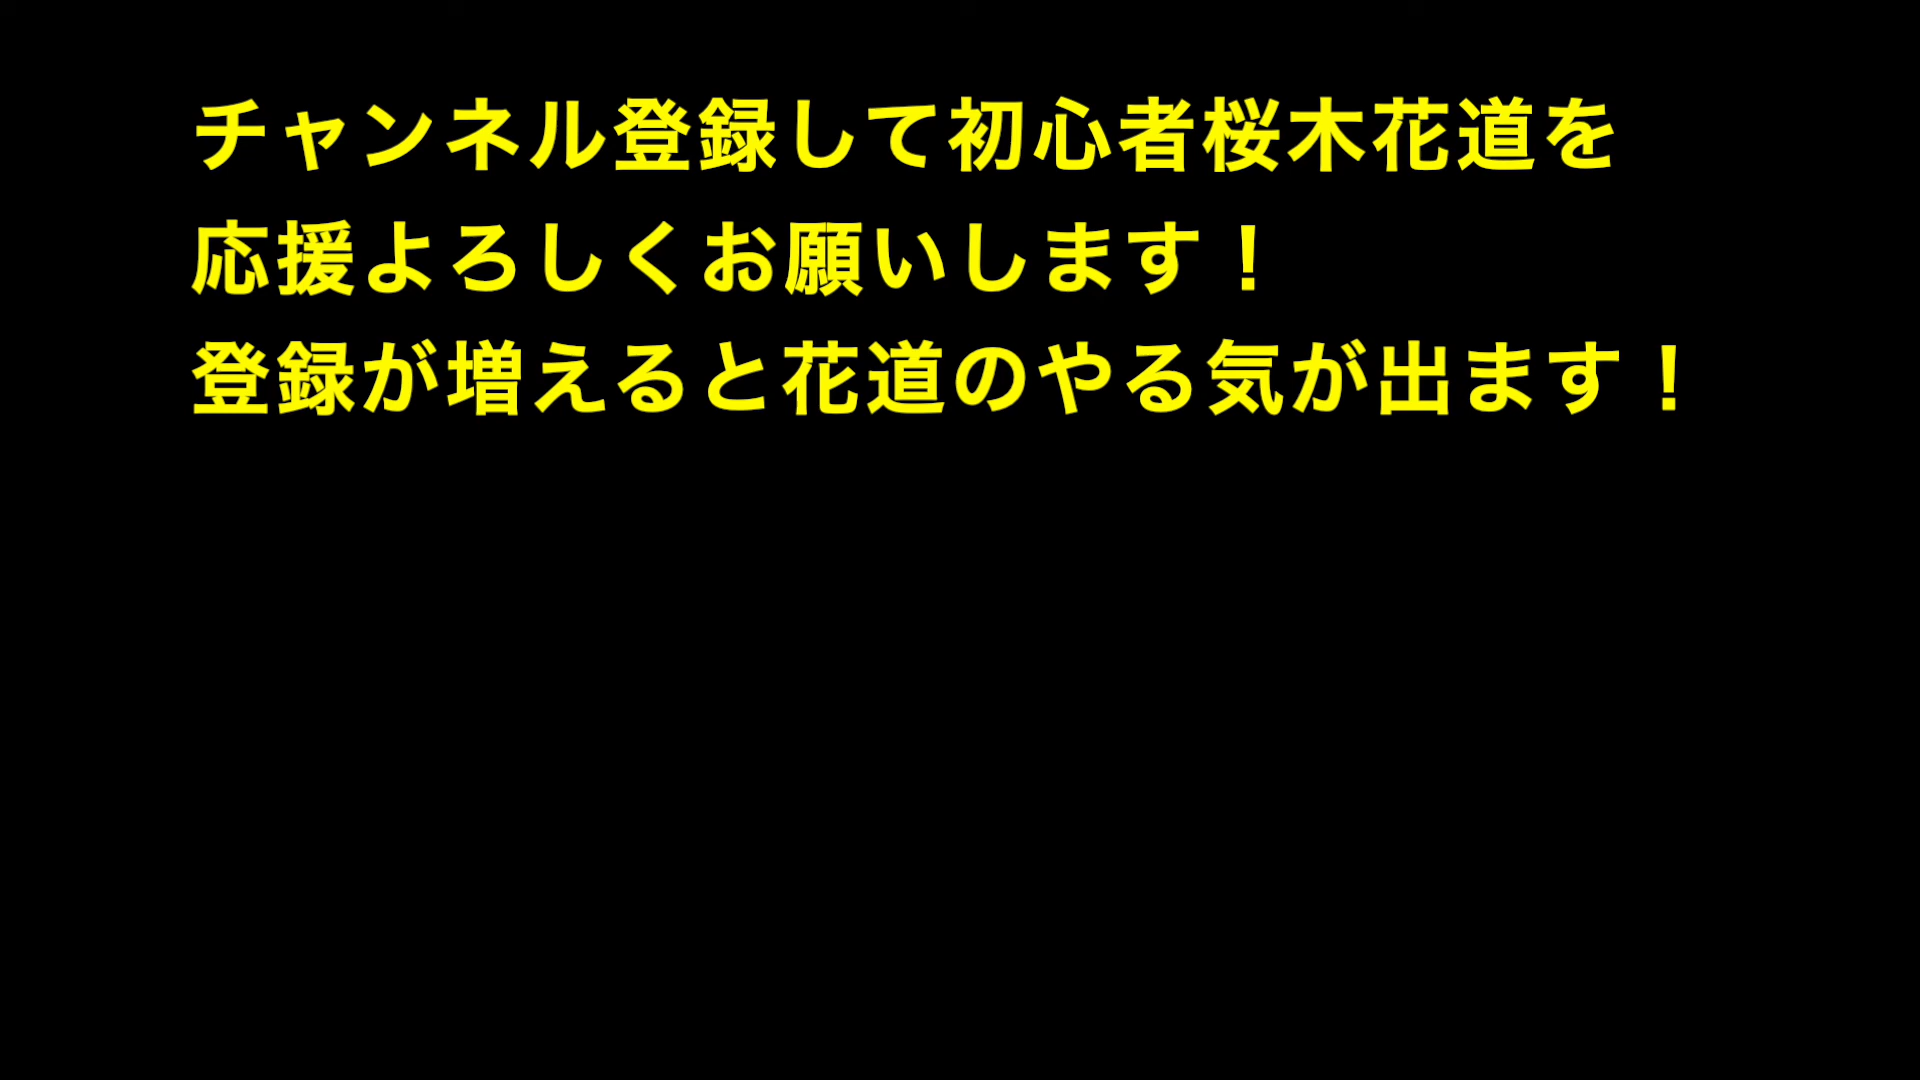 チャンネル登録して初心者桜木花道を
応援よろしくお願いします！
登録が増えると花道のやる気が出ます！